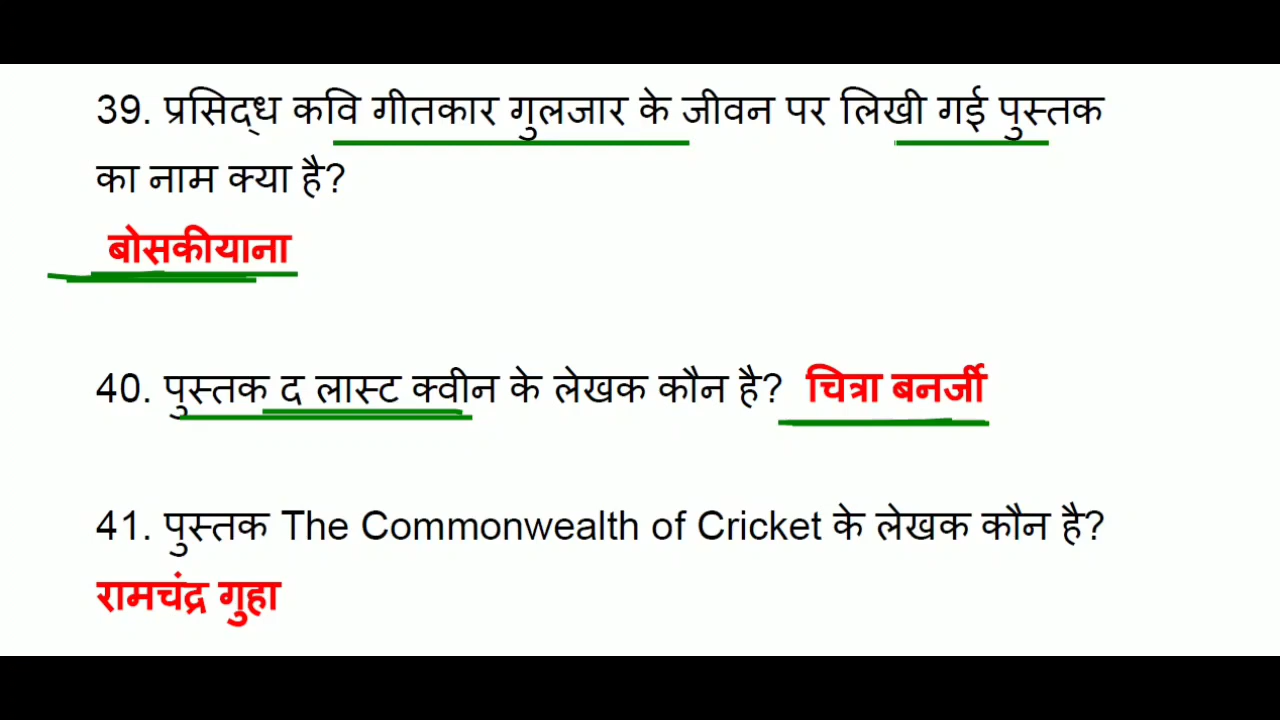 39. प्रसिद्ध कवि गीतकार गुलजार के जीवन पर लिखी गई पुस्तक
का नाम क्या है?
बोसकीयाना
40. पुस्तक द लास्ट क्वीन के लेखक कौन है? चित्रा बनर्जी
41. पुस्तक The Commonwealth of Cricket के लेखक कौन है?
रामचंद्र गुहा